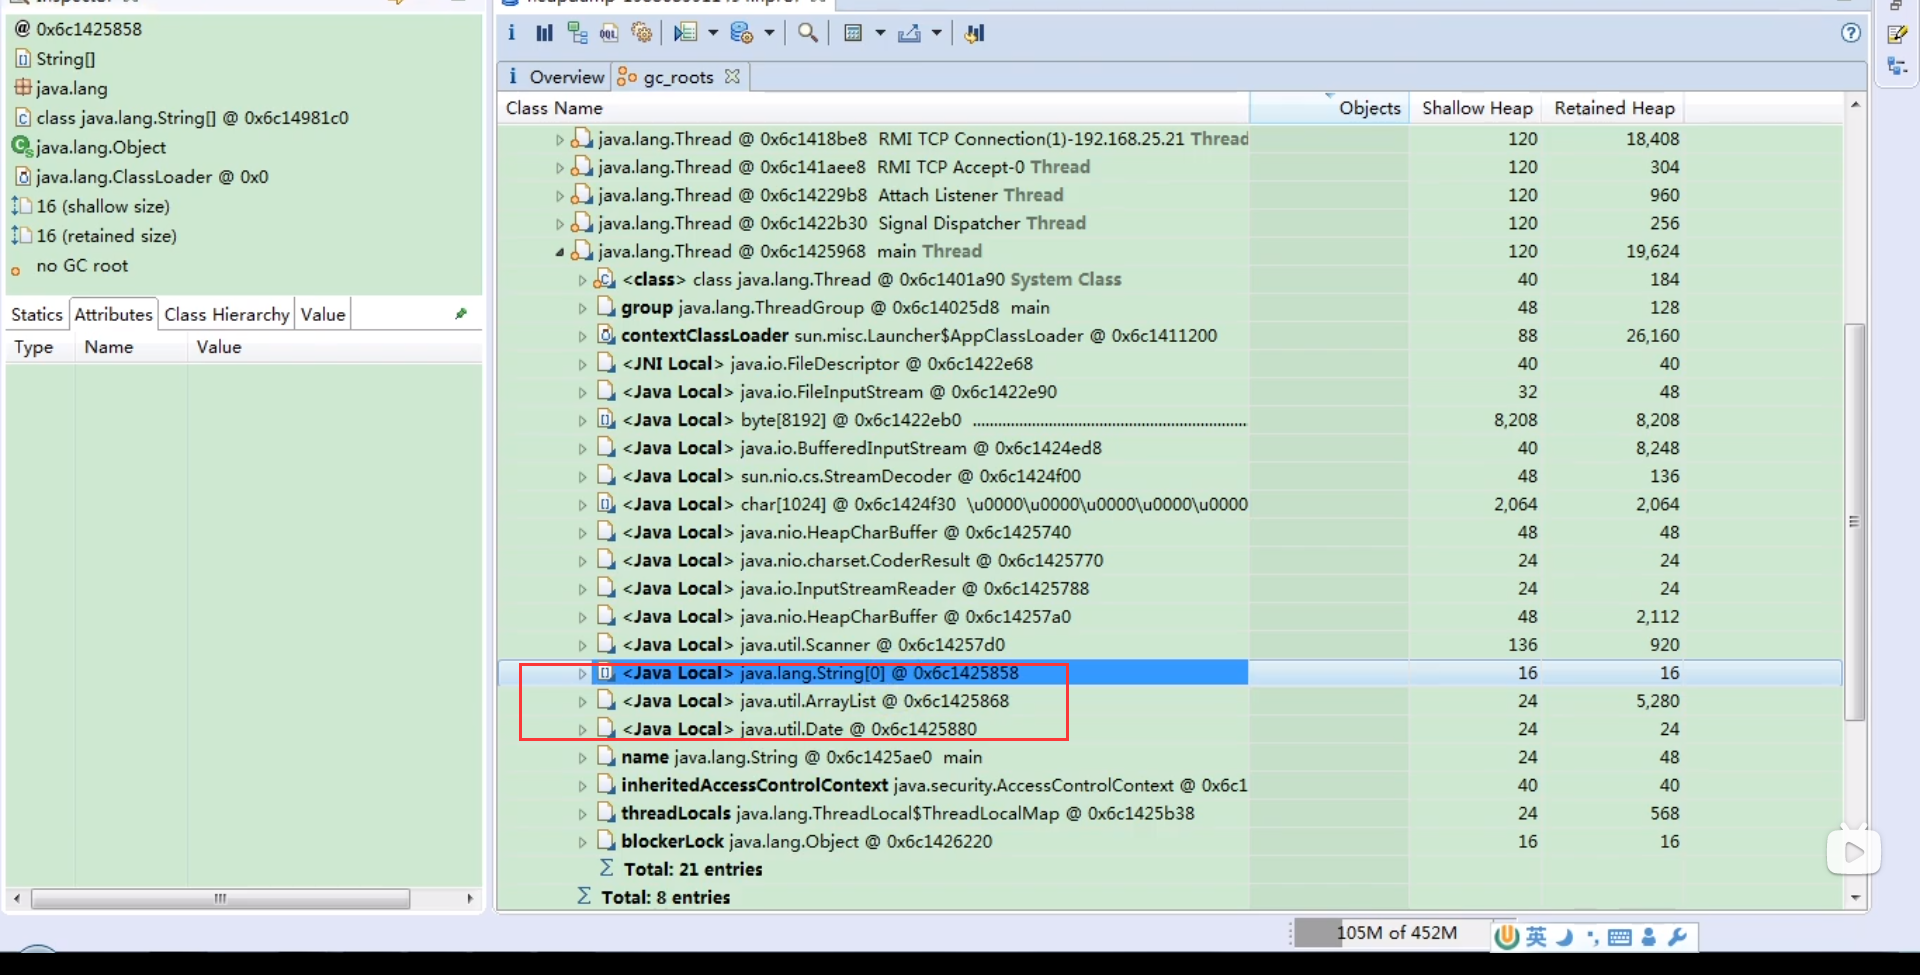 @ 0x6c1425858
String[]
java.lang
class java.lang.String[] @ 0x6c14981c0
java.lang.Object
java.lang.ClassLoader @ 0x0
16 (shallow size)
16 (retained size)
no GC root
Statics Attributes Class Hierarchy Value
Type Name Value
i Overview gc_roots
Class Name Objects Shallow Heap Retained Heap
java.lang.Thread @ 0x6c1418be8 RMI TCP Connection(1)-192.168.25.21 Thread 120 18,408
java.lang.Thread @ 0x6c141aee8 RMI TCP Accept-0 Thread 120 304
java.lang.Thread @ 0x6c14229b8 Attach Listener Thread 120 960
java.lang.Thread @ 0x6c1422b30 Signal Dispatcher Thread 120 256
java.lang.Thread @ 0x6c1425968 main Thread 120 19,624
<class> class java.lang.Thread @ 0x6c1401a90 System Class 40 184
group java.lang.ThreadGroup @ 0x6c14025d8 main 48 128
contextClassLoader sun.misc.Launcher$AppClassLoader @ 0x6c1411200 88 26,160
<JNI Local> java.io.FileDescriptor @ 0x6c1422e68 40 40
<Java Local> java.io.FileInputStream @ 0x6c1422e90 32 48
<Java Local> byte[8192] @ 0x6c1422eb0 ................................................................ 8,208 8,208
<Java Local> java.io.BufferedInputStream @ 0x6c1424ed8 40 8,248
<Java Local> sun.nio.cs.StreamDecoder @ 0x6c1424f00 48 136
<Java Local> char[1024] @ 0x6c1424f30 \u0000\u0000\u0000\u0000\u0000 2,064 2,064
<Java Local> java.nio.HeapCharBuffer @ 0x6c1425740 48 48
<Java Local> java.nio.charset.CoderResult @ 0x6c1425770 24 24
<Java Local> java.io.InputStreamReader @ 0x6c1425788 24 24
<Java Local> java.nio.HeapCharBuffer @ 0x6c14257a0 48 2,112
<Java Local> java.util.Scanner @ 0x6c14257d0 136 920
<Java Local> java.lang.String[0] @ 0x6c1425858 16 16
<Java Local> java.util.ArrayList @ 0x6c1425868 24 5,280
<Java Local> java.util.Date @ 0x6c1425880 24 24
name java.lang.String @ 0x6c1425ae0 main 24 48
inheritedAccessControlContext java.security.AccessControlContext @ 0x6c1 40 40
threadLocals java.lang.ThreadLocal$ThreadLocalMap @ 0x6c1425b38 24 568
blockerLock java.lang.Object @ 0x6c1426220 16 16
Σ Total: 21 entries
Σ Total: 8 entries
105M of 452M
英